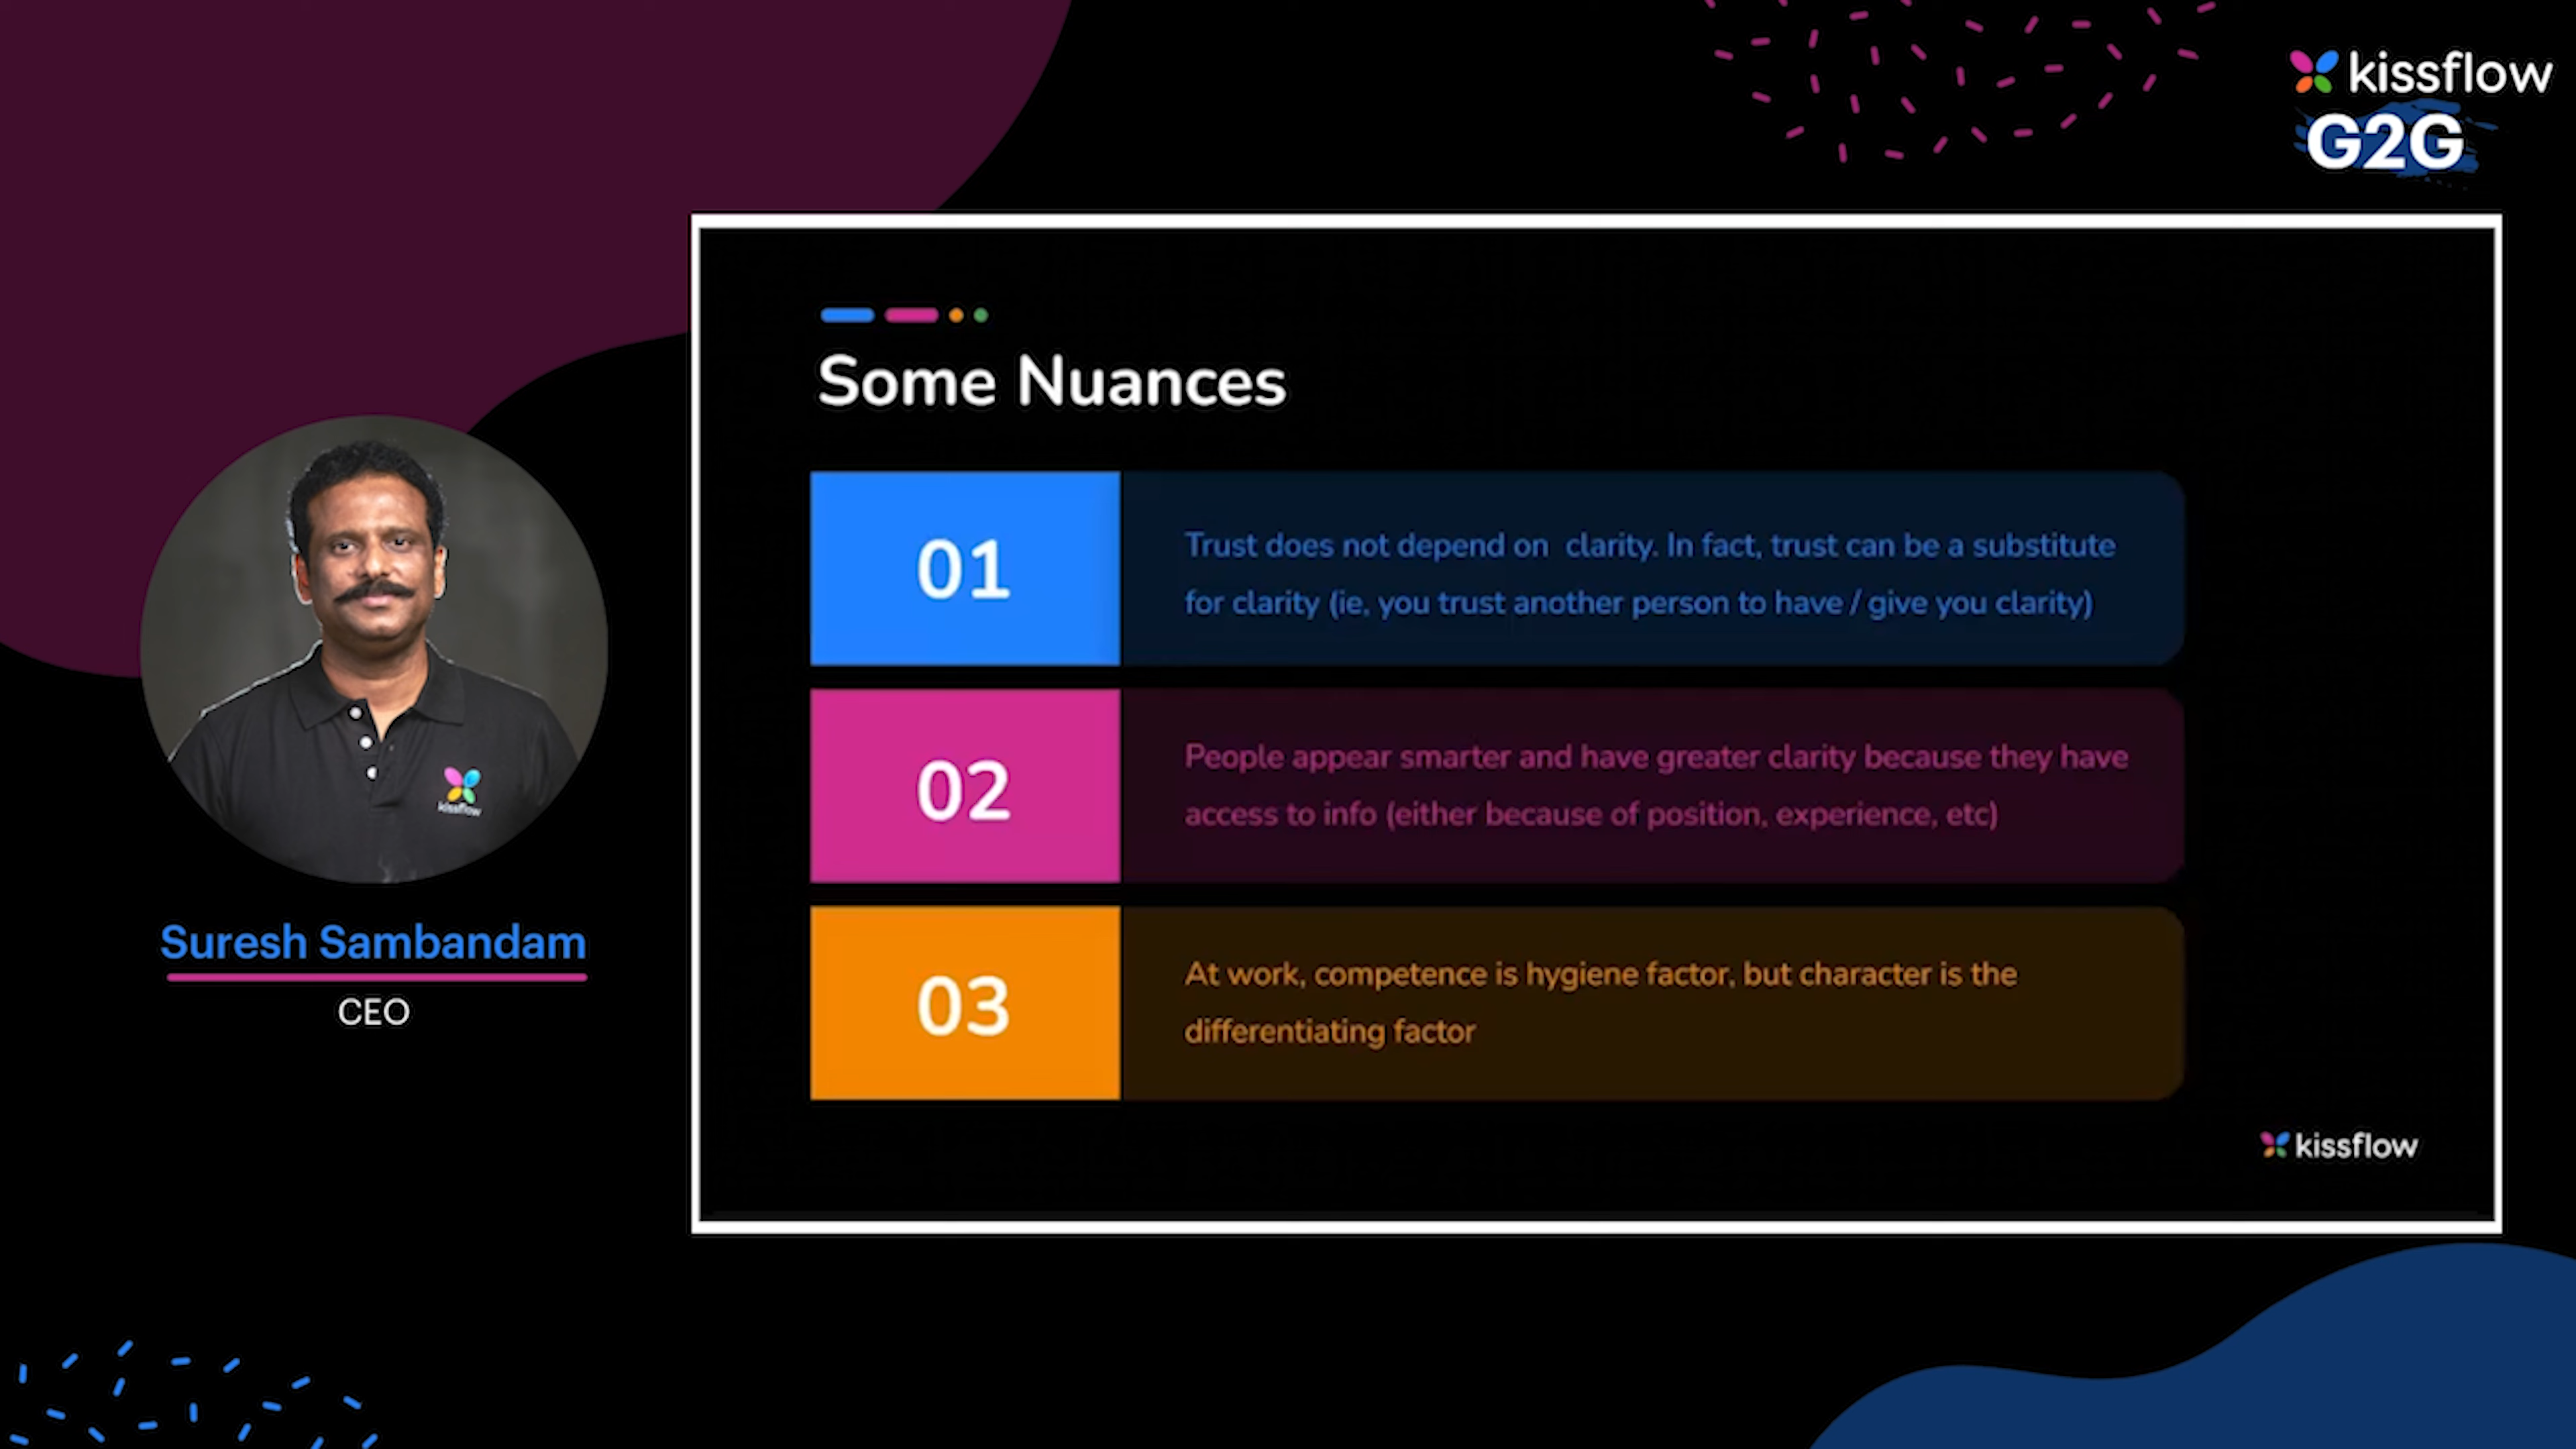 kissflow
G2G
Some Nuances
01
Trust does not depend on clarity. In fact, trust can be a substitute
for clarity (ie, you trust another person to have / give you clarity)
02
People appear smarter and have greater clarity because they have
access to info (either because of position, experience, etc)
03
At work, competence is hygiene factor, but character is the
differentiating factor
kissflow
kissflow
Suresh Sambandam
CEO